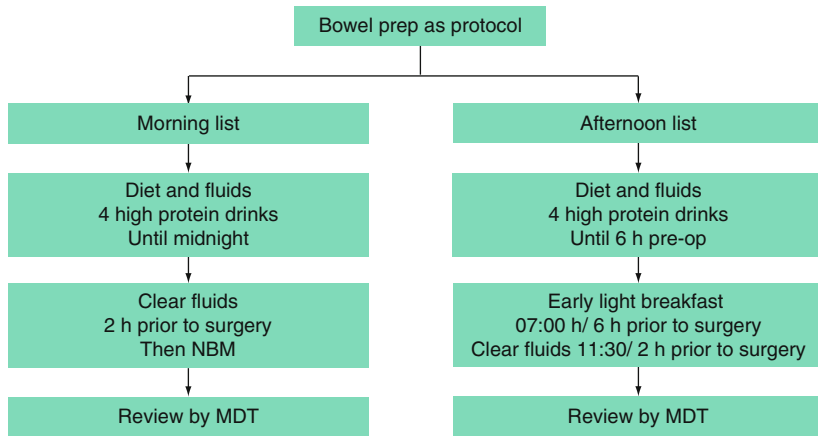 Bowel prep as protocol
Morning list
Diet and fluids
4 high protein drinks
Until midnight
Clear fluids
2 h prior to surgery
Then NBM
Review by MDT
Afternoon list
Diet and fluids
4 high protein drinks
Until 6 h pre-op
Early light breakfast
07:00 h/ 6 h prior to surgery
Clear fluids 11:30/ 2 h prior to surgery
Review by MDT